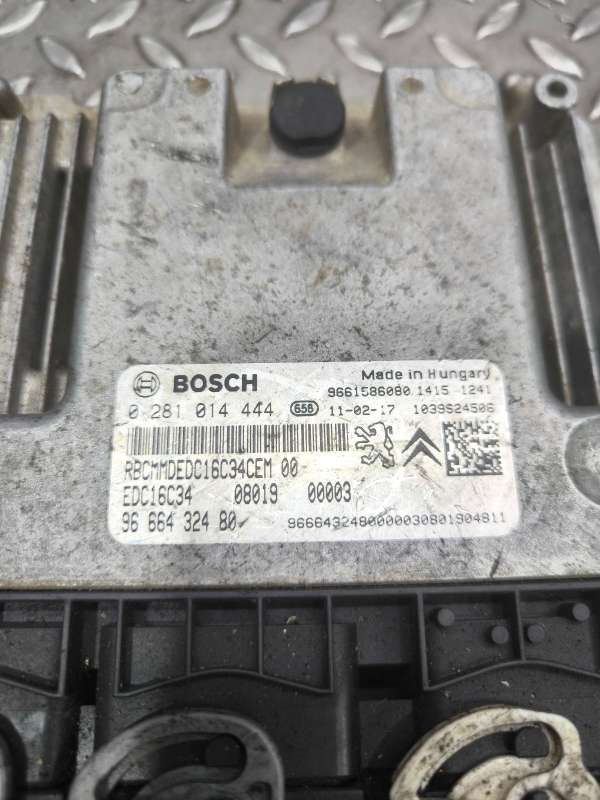 BOSCH
Made in Hungary
9661586080 1415 1241
0 281 014 444 658 11-02-17 1039S24506
RBCMMDEDC16C34CEM 00
EDC16C34 08019 00003
96 664 324 80
9666432480000030801904811